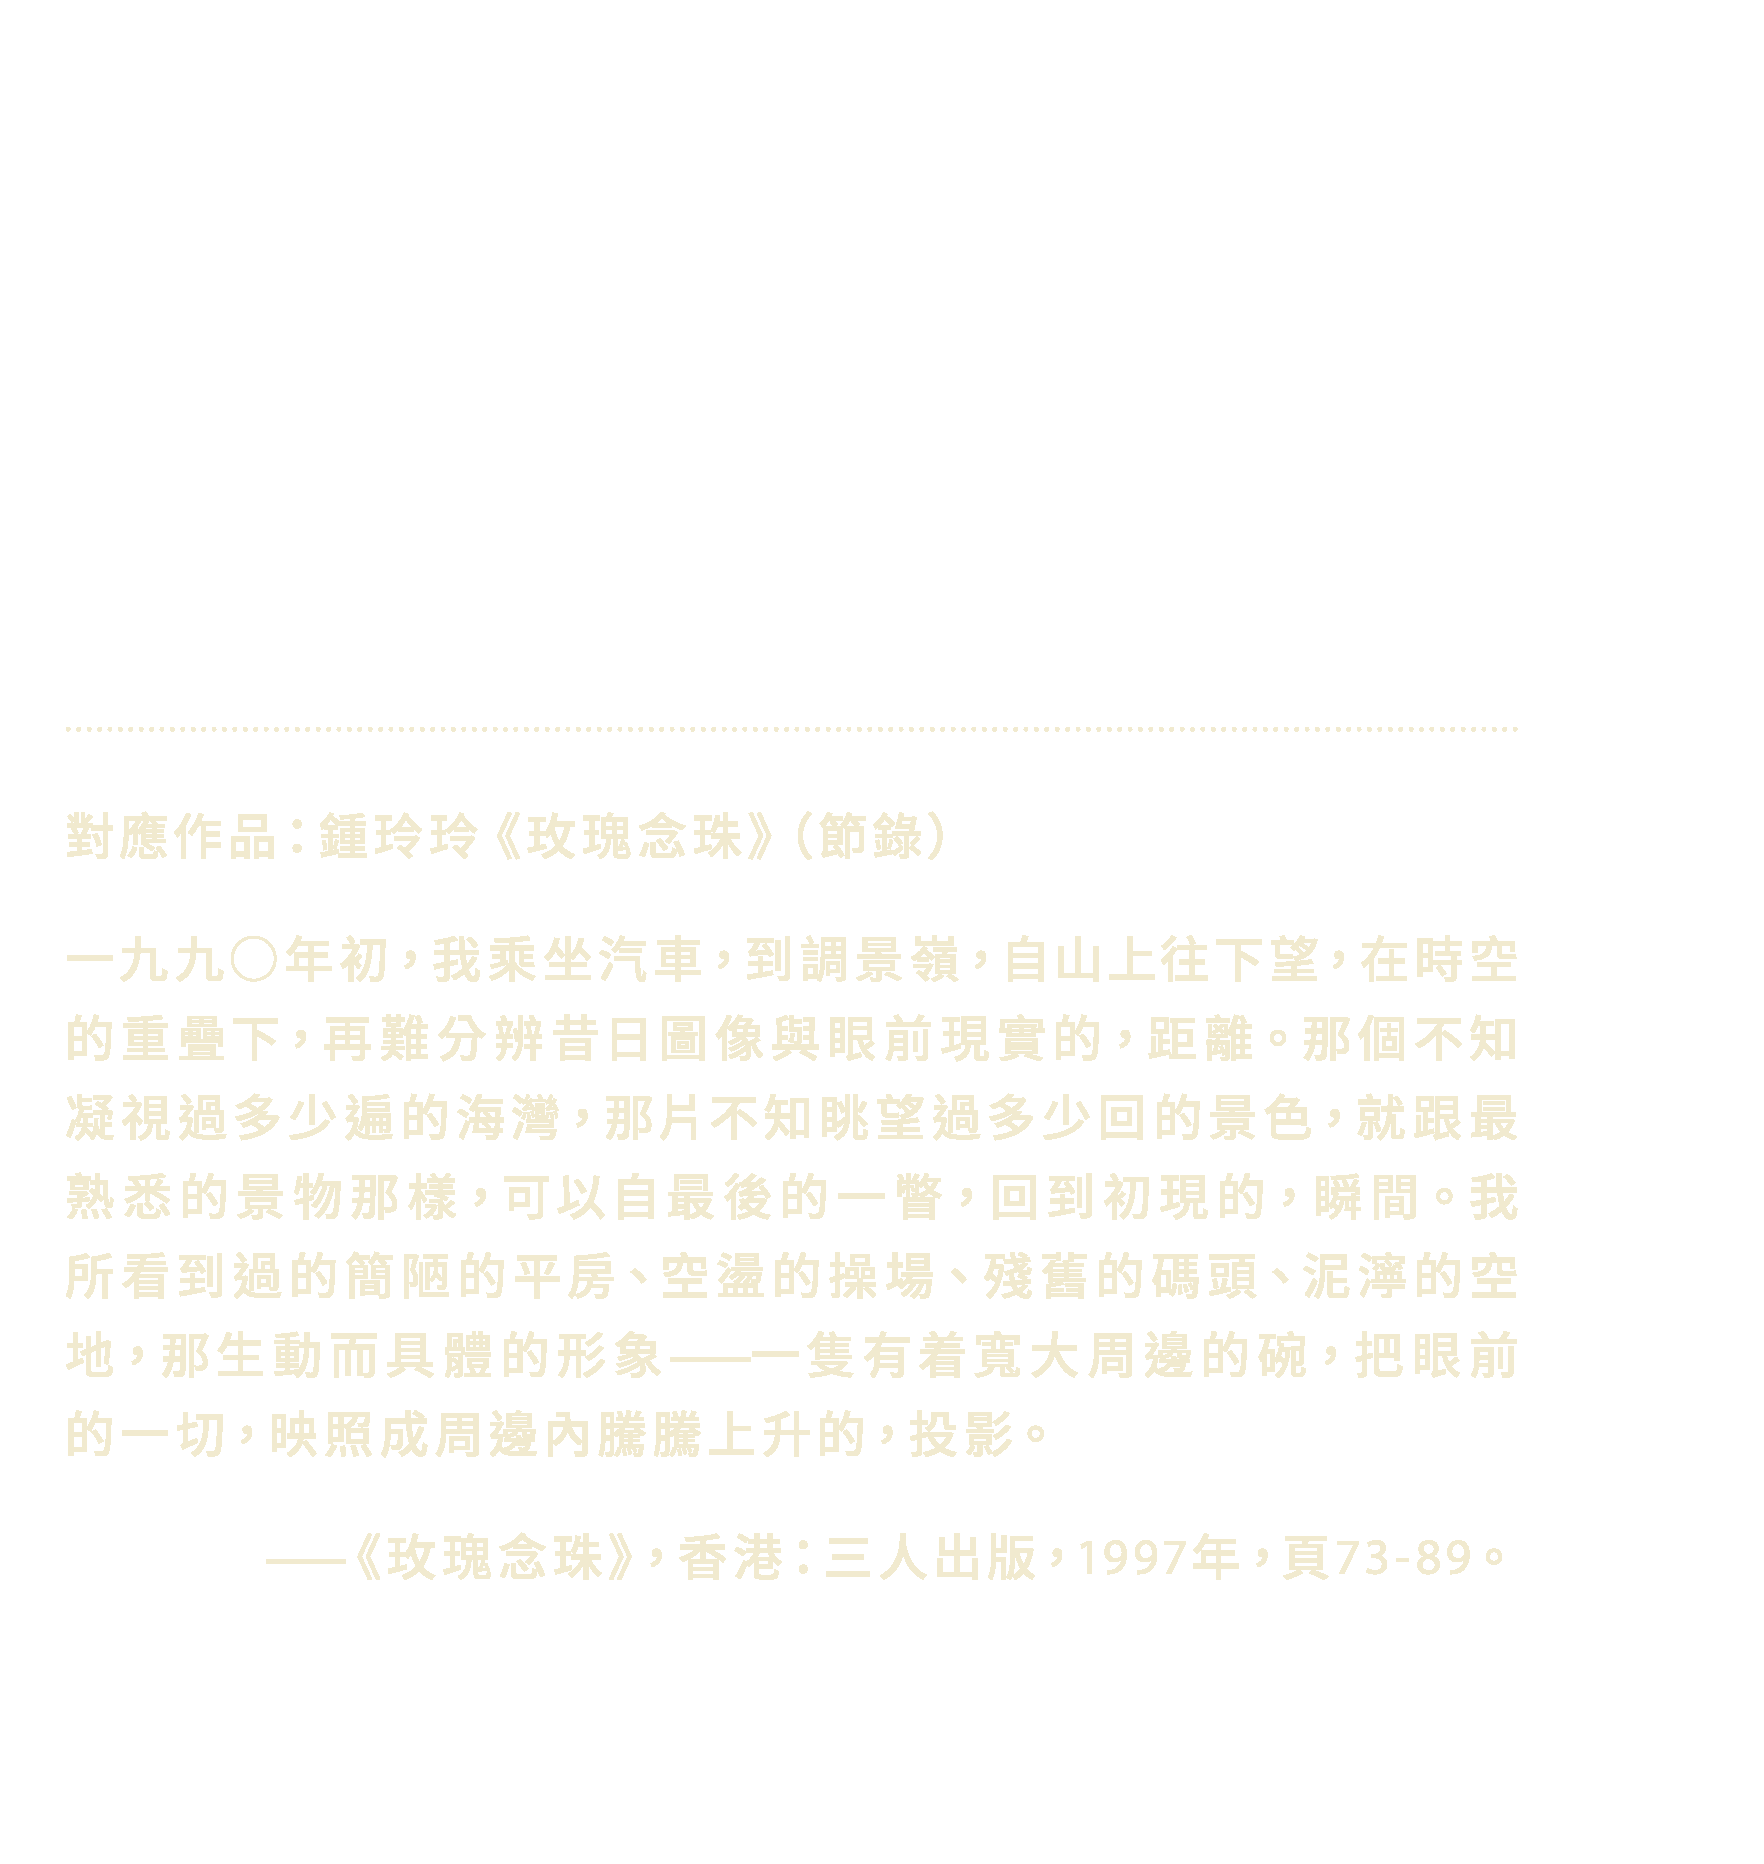 對應作品：鍾玲玲《玫瑰念珠》（節錄）
一九九〇年初，我乘坐汽車，到調景嶺，自山上往下望，在時空
的重疊下，再難分辨昔日圖像與眼前現實的，距離。那個不知
凝視過多少遍的海灣，那片不知眺望過多少回的景色，就跟最
熟悉的景物那樣，可以自最後的一瞥，回到初現的，瞬間。我
所看到過的簡陋的平房、空盪的操場、殘舊的碼頭、泥濘的空
地，那生動而具體的形象——一隻有着寬大周邊的碗，把眼前
的一切，映照成周邊內騰騰上升的，投影。
——《玫瑰念珠》，香港：三人出版，1997年，頁73-89。